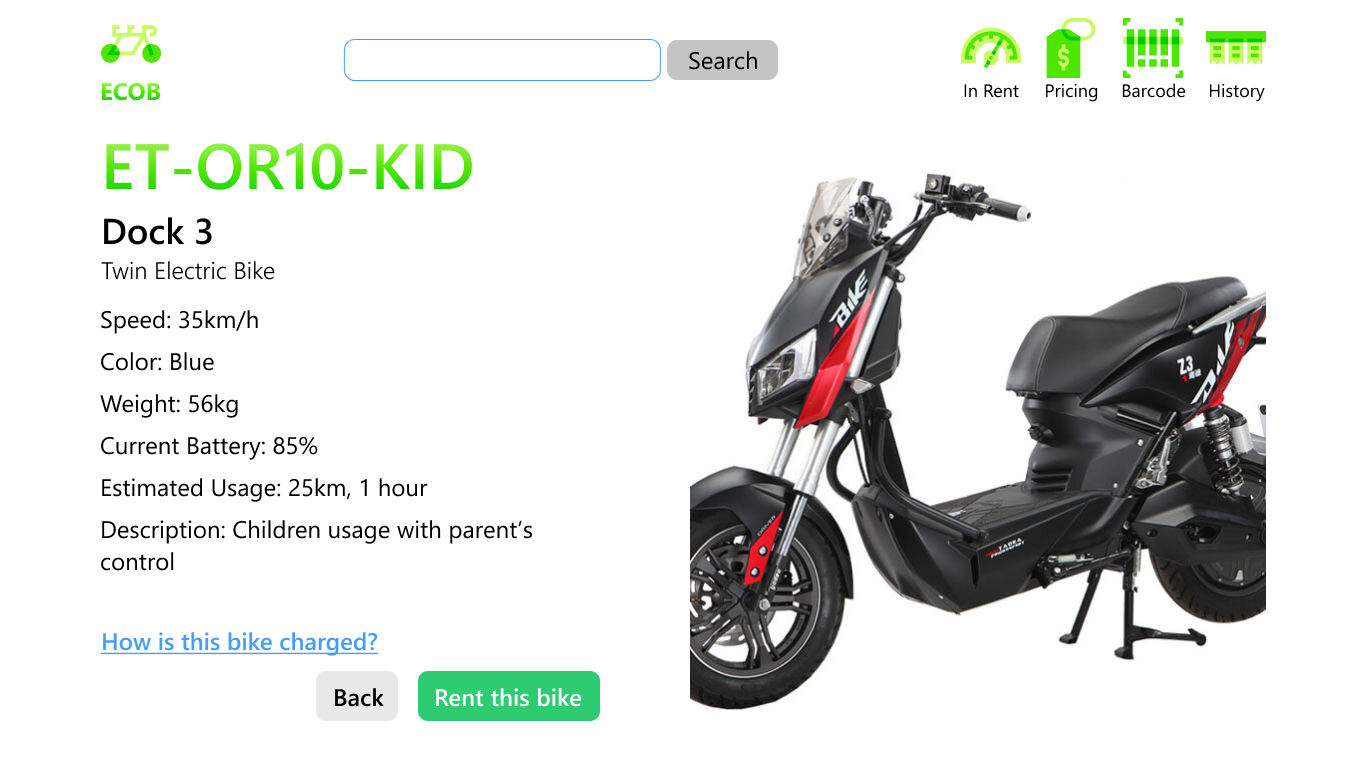 ECOB
Search
In Rent
Pricing
Barcode
History
ET-OR10-KID
Dock 3
Twin Electric Bike
Speed: 35km/h
Color: Blue
Weight: 56kg
Current Battery: 85%
Estimated Usage: 25km, 1 hour
Description: Children usage with parent’s
control
How is this bike charged?
Back
Rent this bike
BIKE
Z3